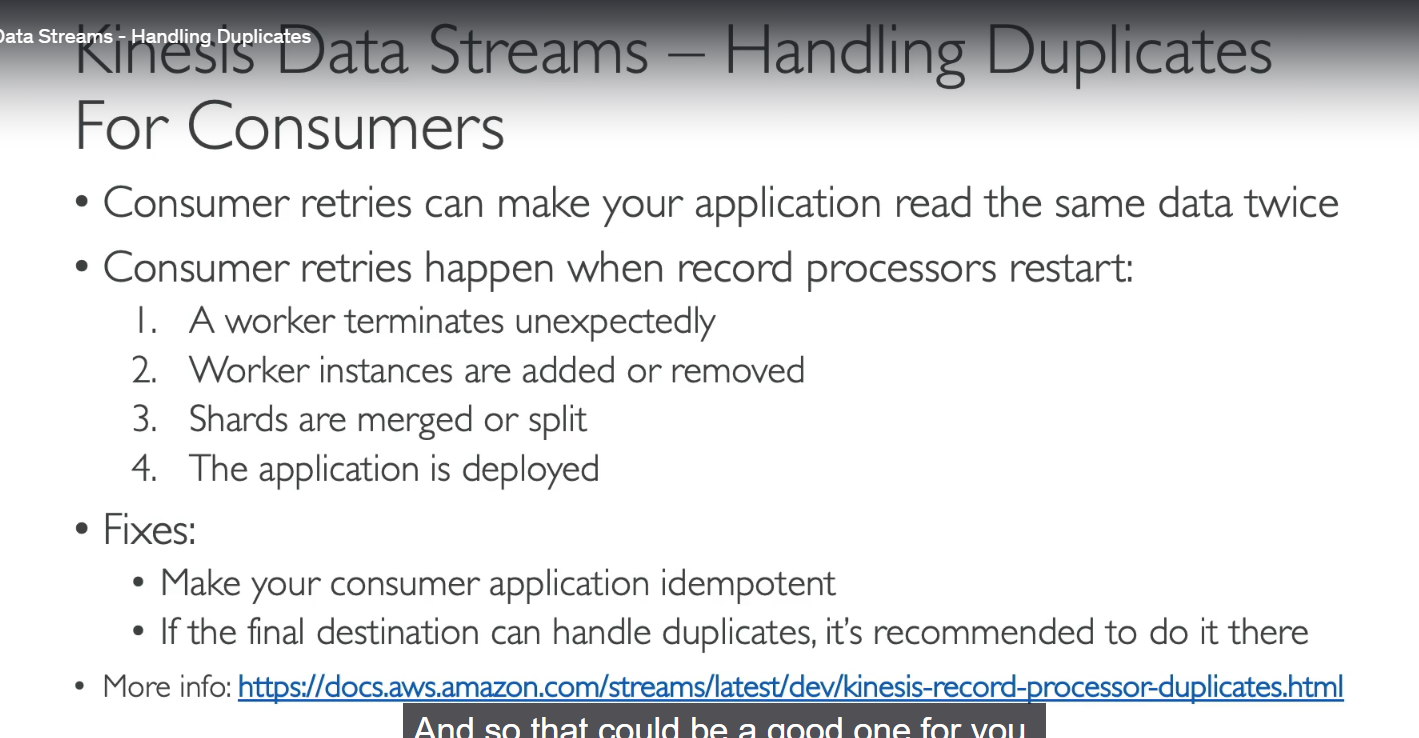 Data Streams - Handling Duplicates
Kinesis Data Streams – Handling Duplicates
For Consumers
• Consumer retries can make your application read the same data twice
• Consumer retries happen when record processors restart:
1. A worker terminates unexpectedly
2. Worker instances are added or removed
3. Shards are merged or split
4. The application is deployed
• Fixes:
• Make your consumer application idempotent
• If the final destination can handle duplicates, it’s recommended to do it there
• More info: https://docs.aws.amazon.com/streams/latest/dev/kinesis-record-processor-duplicates.html
And so that could be a good one for you